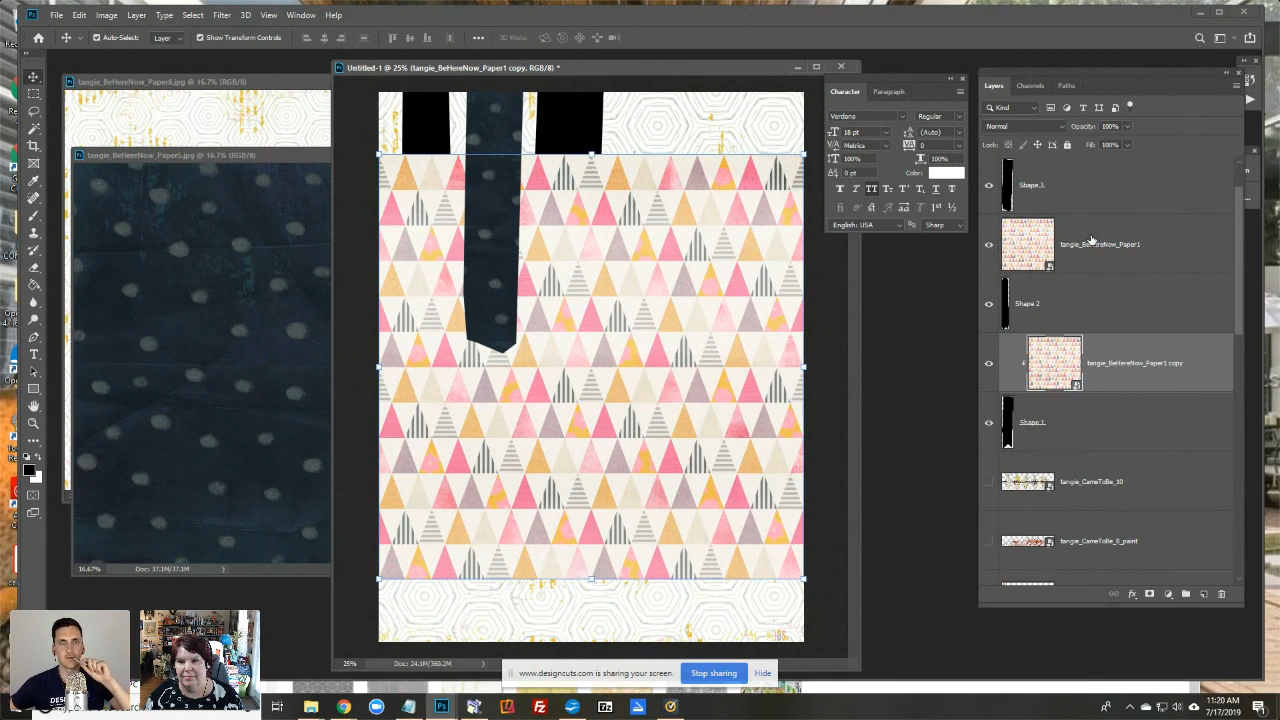 Ps File Edit Image Layer Type Select Filter 3D View Window Help
Auto-Select: Layer Show Transform Controls 3D Mode:
tangie_BeHereNow_Paper8.jpg @ 16.7% (RGB/8)
Untitled-1 @ 25% (tangie_BeHereNow_Paper1 copy, RGB/8) *
tangie_BeHereNow_Paper5.jpg @ 16.7% (RGB/8)
Character Paragraph
Verdana Regular
18 pt (Auto)
Metrics 0
100% 100%
0 pt Color:
English: USA Sharp
Layers Channels Paths
Kind
Normal Opacity: 100%
Lock: Fill: 100%
Shape 3
tangie_BeHereNow_Paper1
Shape 2
tangie_BeHereNow_Paper1 copy
Shape 1
tangie_CameToBe_10
tangie_CameToBe_8_paint
16.67% Doc: 37.1M/37.1M
25% Doc: 24.1M/360.2M
www.designcuts.com is sharing your screen. Stop sharing Hide
11:20 AM
7/17/2019